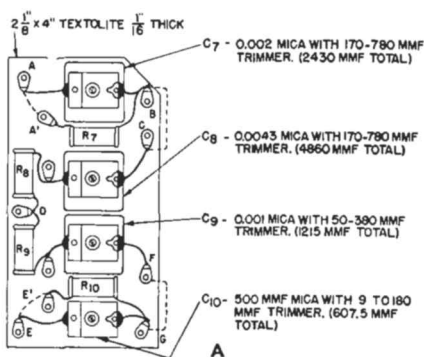 2 1/8" x 4" TEXTOLITE 1/16" THICK
A
A'
B
C
R7
R8
D
R9
F
E'
R10
E
G
C7 - 0.002 MICA WITH 170-780 MMF
TRIMMER. (2430 MMF TOTAL)
C8 - 0.0043 MICA WITH 170-780 MMF
TRIMMER. (4860 MMF TOTAL)
C9 - 0.001 MICA WITH 50-380 MMF
TRIMMER. (1215 MMF TOTAL)
C10 - 500 MMF MICA WITH 9 TO 180
MMF TRIMMER. (607.5 MMF
TOTAL)
A